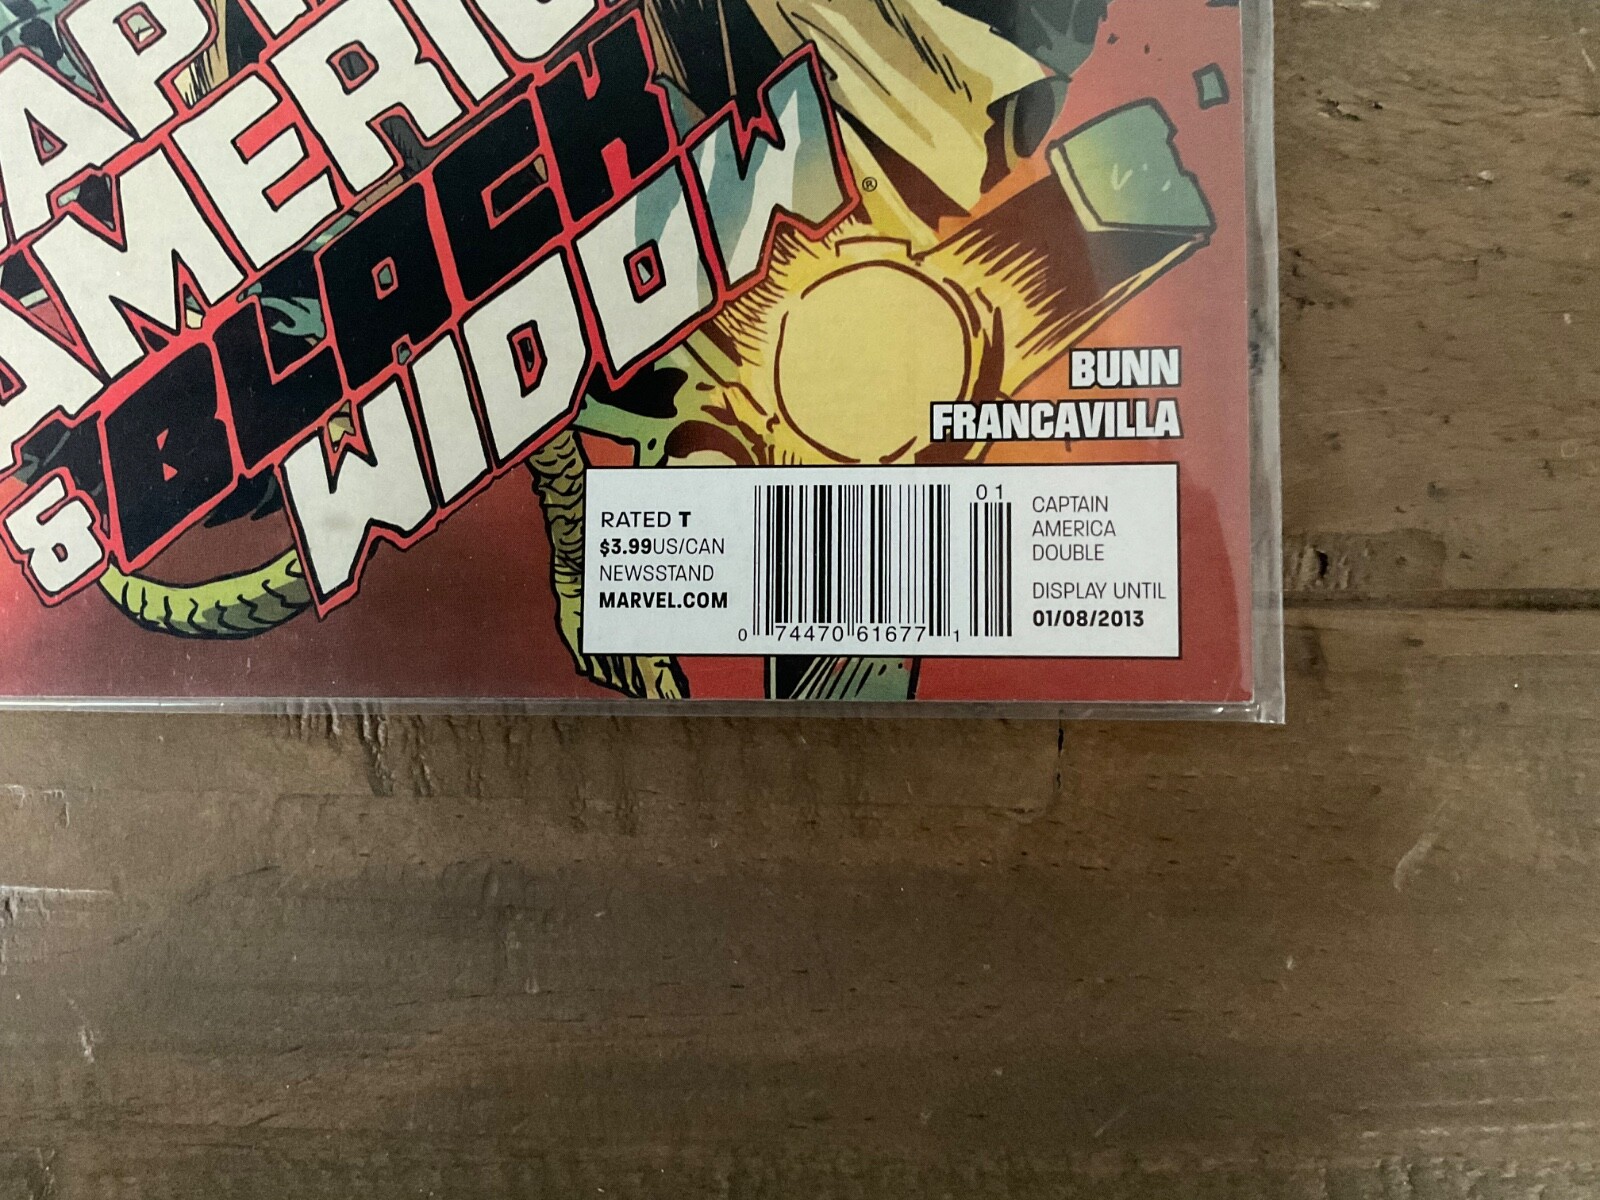 BLACK
&
WIDOW®
BUNN
FRANCAVILLA
RATED T
$3.99US/CAN
NEWSSTAND
MARVEL.COM
0 74470 61677 1
01
CAPTAIN
AMERICA
DOUBLE
DISPLAY UNTIL
01/08/2013